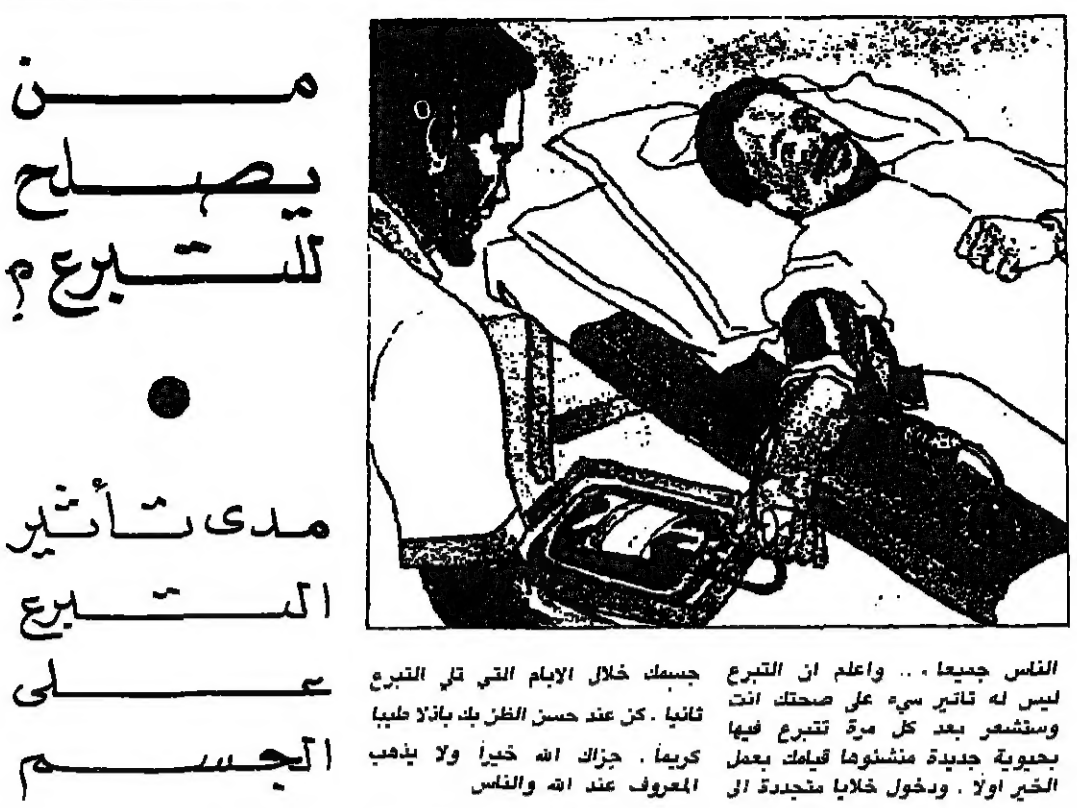 من
يصلح
للتبرع ؟
مدى تأثير
التبرع
على
الجسم
الناس جميعا ... واعلم ان التبرع
ليس له تاثير سيء على صحتك انت
وستشعر بعد كل مرة تتبرع فيها
بحيوية جديدة منشئوها قيامك بعمل
الخير اولا . ودخول خلايا متجددة الى
جسمك خلال الايام التي تلي التبرع
ثانيا . كن عند حسن الظن بك باذلا طيبا
كريماً . جزاك الله خيراً ولا يذهب
المعروف عند الله والناس